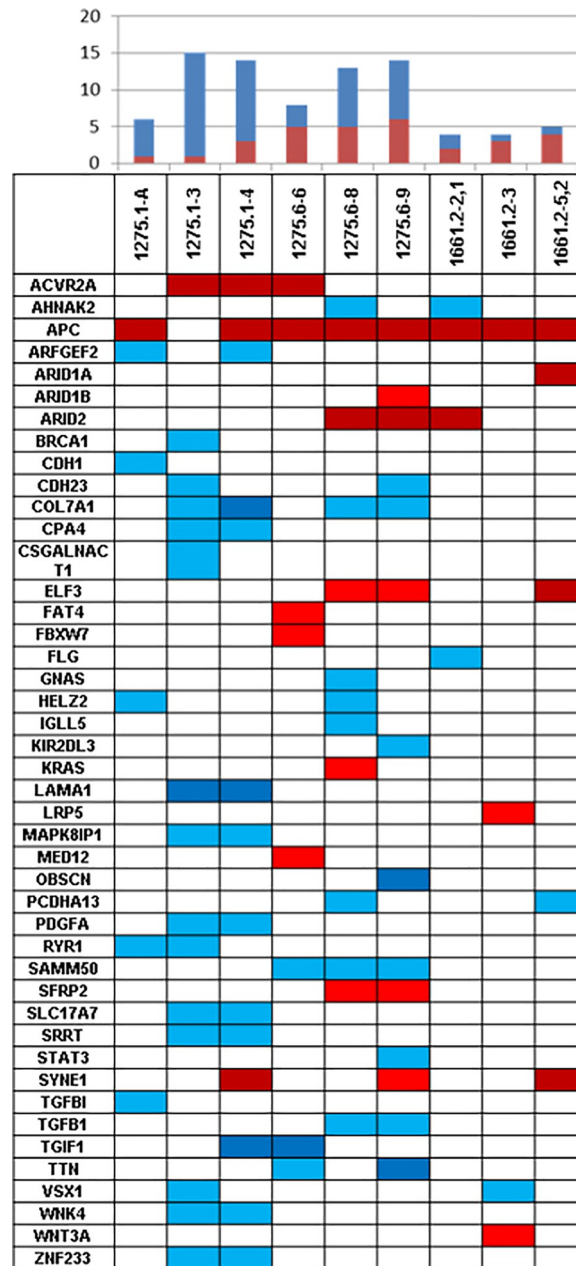 20
15
10
5
0
1275.1-A
1275.1-3
1275.1-4
1275.6-6
1275.6-8
1275.6-9
1661.2-2,1
1661.2-3
1661.2-5,2
ACVR2A
AHNAK2
APC
ARFGEF2
ARID1A
ARID1B
ARID2
BRCA1
CDH1
CDH23
COL7A1
CPA4
CSGALNAC
T1
ELF3
FAT4
FBXW7
FLG
GNAS
HELZ2
IGLL5
KIR2DL3
KRAS
LAMA1
LRP5
MAPK8IP1
MED12
OBSCN
PCDHA13
PDGFA
RYR1
SAMM50
SFRP2
SLC17A7
SRRT
STAT3
SYNE1
TGFBI
TGFB1
TGIF1
TTN
VSX1
WNK4
WNT3A
ZNF233